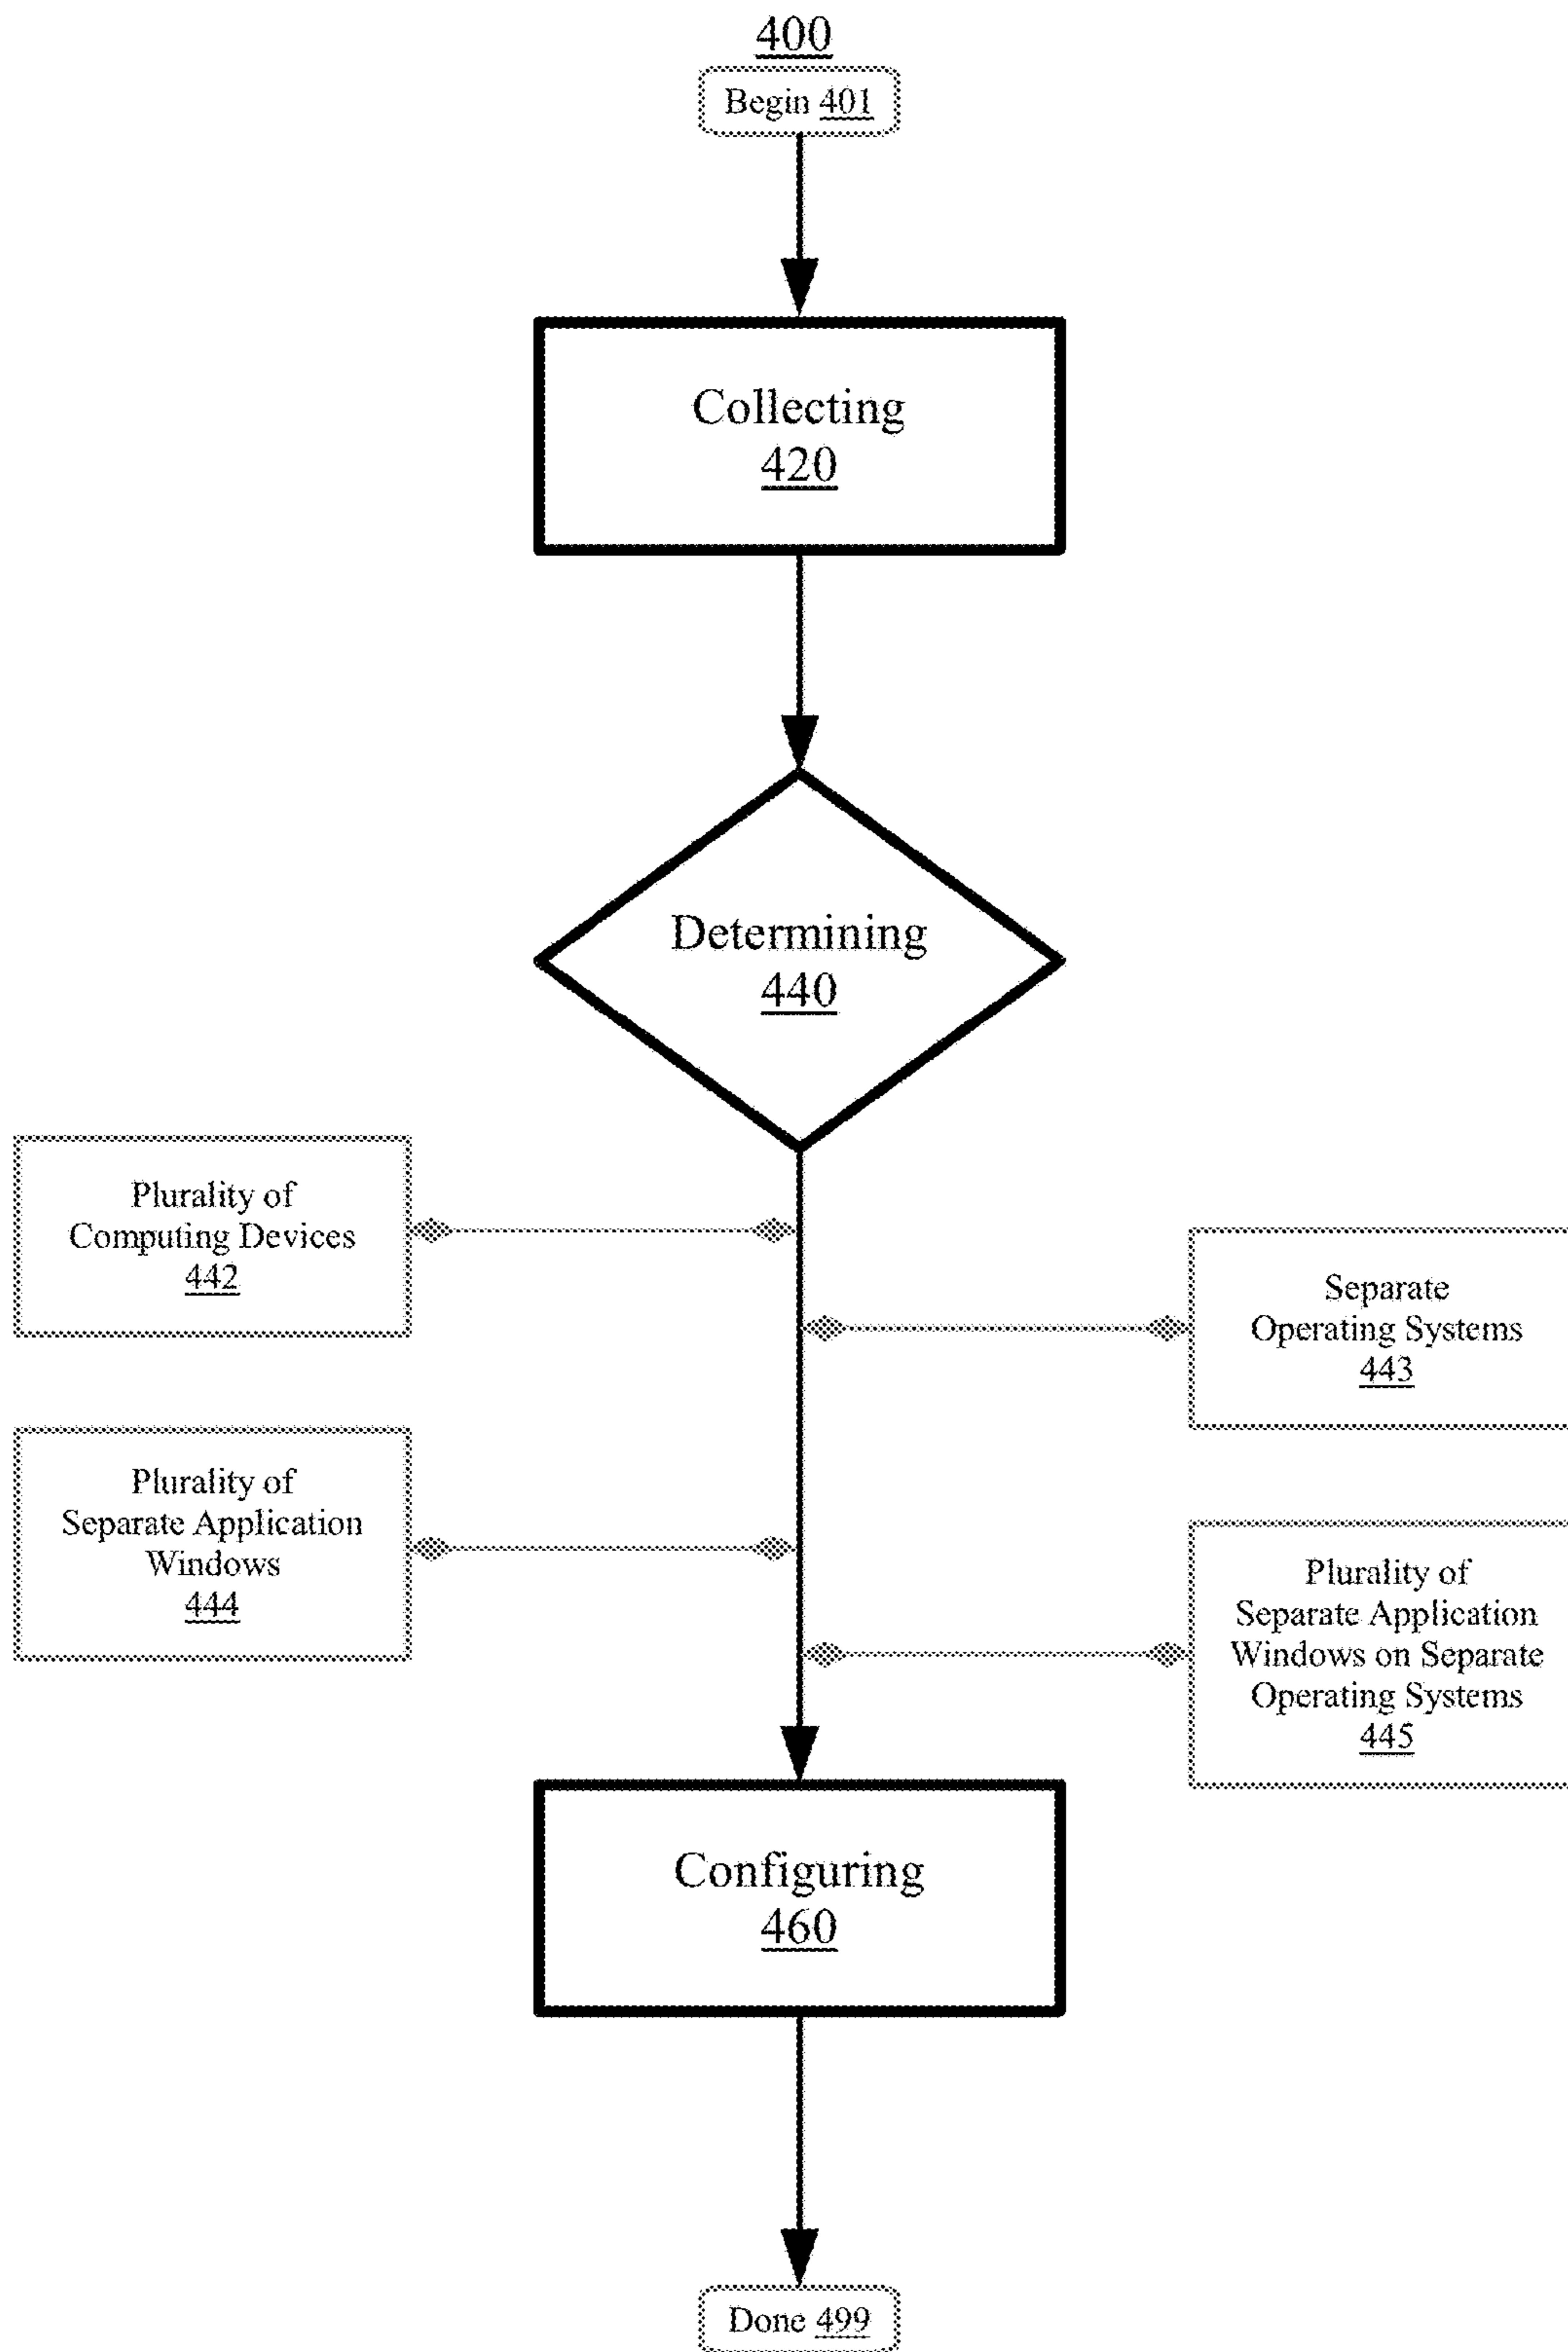 400
Begin 401
Collecting
420
Determining
440
Plurality of
Computing Devices
442
Separate
Operating Systems
443
Plurality of
Separate Application
Windows
444
Plurality of
Separate Application
Windows on Separate
Operating Systems
445
Configuring
460
Done 499